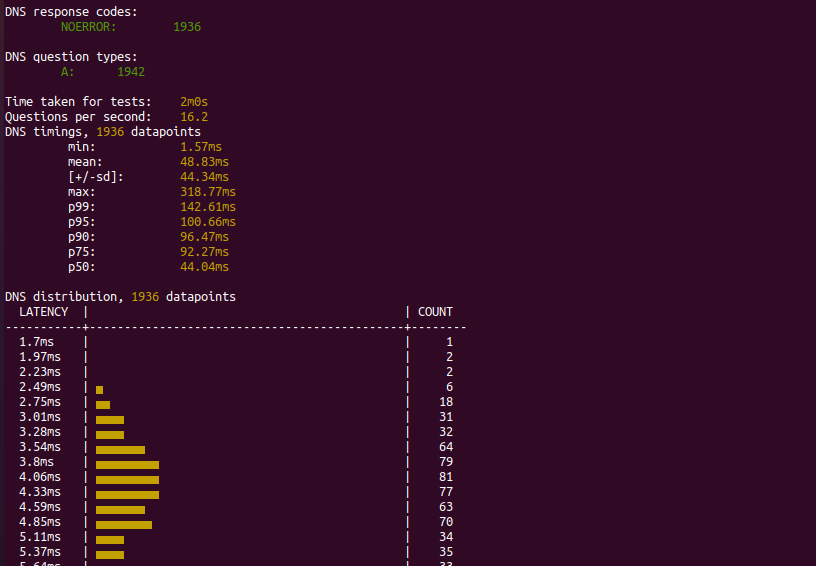 DNS response codes:
NOERROR: 1936
DNS question types:
A: 1942
Time taken for tests: 2m0s
Questions per second: 16.2
DNS timings, 1936 datapoints
min: 1.57ms
mean: 48.83ms
[+/-sd]: 44.34ms
max: 318.77ms
p99: 142.61ms
p95: 100.66ms
p90: 96.47ms
p75: 92.27ms
p50: 44.04ms
DNS distribution, 1936 datapoints
LATENCY | | COUNT
-----------+---------------------------------------------+--------
1.7ms | | 1
1.97ms | | 2
2.23ms | | 2
2.49ms | | 6
2.75ms | | 18
3.01ms | | 31
3.28ms | | 32
3.54ms | | 64
3.8ms | | 79
4.06ms | | 81
4.33ms | | 77
4.59ms | | 63
4.85ms | | 70
5.11ms | | 34
5.37ms | | 35